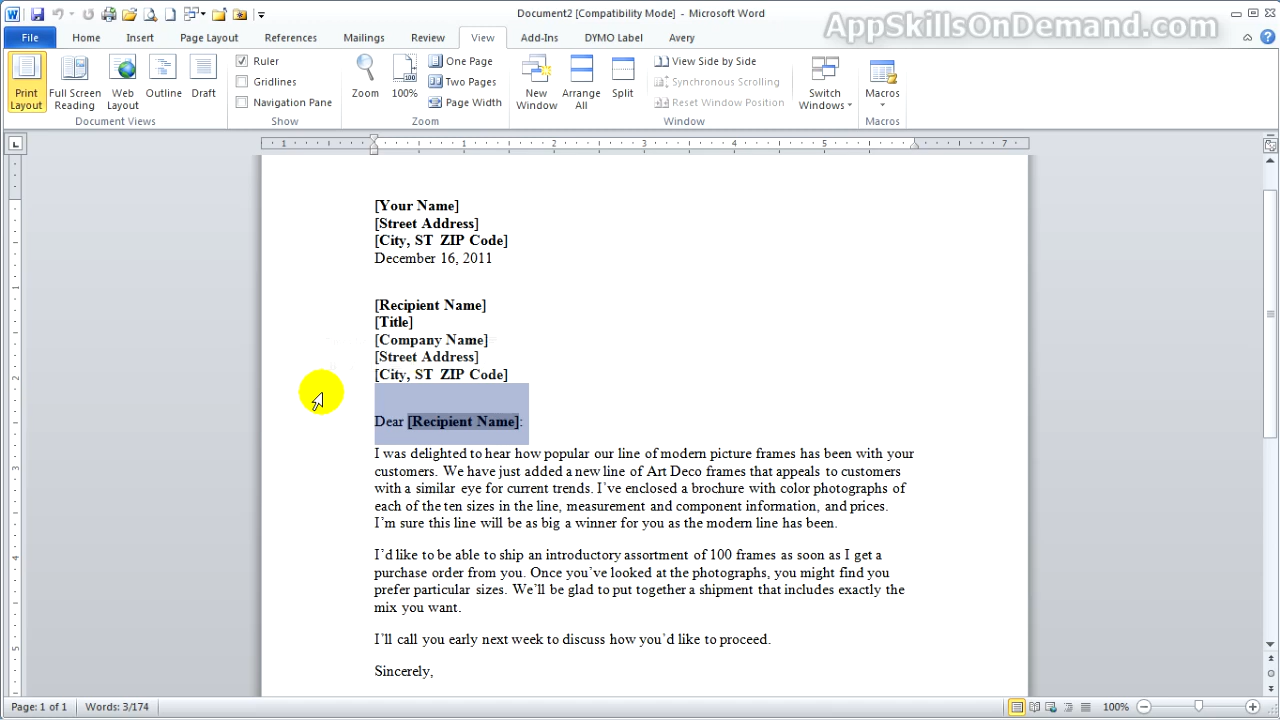 Document2 [Compatibility Mode] - Microsoft Word
AppSkillsOnDemand.com
File Home Insert Page Layout References Mailings Review View Add-Ins DYMO Label Avery
Print Layout
Full Screen Reading
Web Layout
Outline
Draft
Document Views
Ruler
Gridlines
Navigation Pane
Show
Zoom
100%
One Page
Two Pages
Page Width
Zoom
New Window
Arrange All
Split
View Side by Side
Synchronous Scrolling
Reset Window Position
Window
Switch Windows
Macros
Macros
1 1 2 3 4 5 7
[Your Name]
[Street Address]
[City, ST ZIP Code]
December 16, 2011
[Recipient Name]
[Title]
[Company Name]
[Street Address]
[City, ST ZIP Code]
Dear [Recipient Name]:
I was delighted to hear how popular our line of modern picture frames has been with your
customers. We have just added a new line of Art Deco frames that appeals to customers
with a similar eye for current trends. I’ve enclosed a brochure with color photographs of
each of the ten sizes in the line, measurement and component information, and prices.
I’m sure this line will be as big a winner for you as the modern line has been.
I’d like to be able to ship an introductory assortment of 100 frames as soon as I get a
purchase order from you. Once you’ve looked at the photographs, you might find you
prefer particular sizes. We’ll be glad to put together a shipment that includes exactly the
mix you want.
I’ll call you early next week to discuss how you’d like to proceed.
Sincerely,
1
2
3
4
5
Page: 1 of 1 Words: 3/174 100%